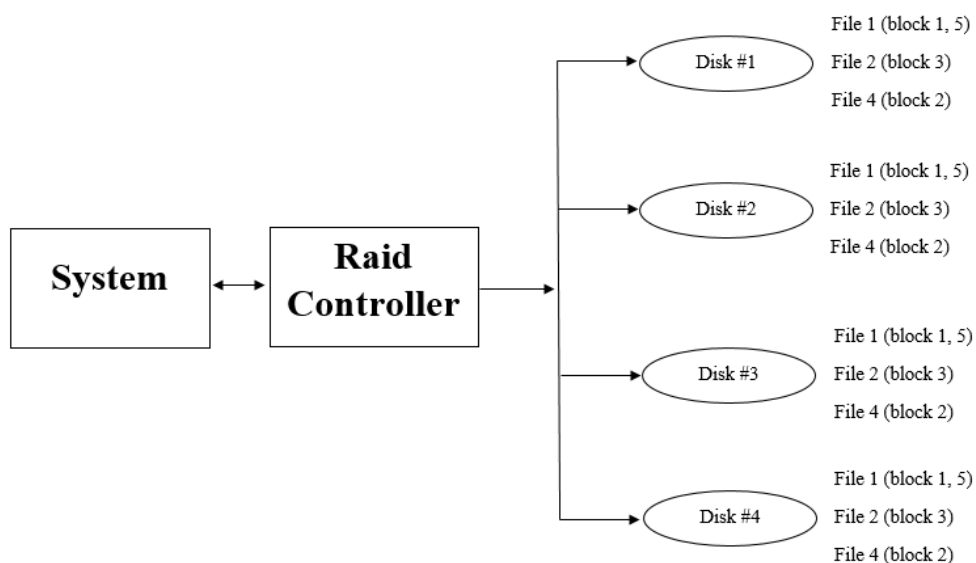 System
Raid
Controller
Disk #1
File 1 (block 1, 5)
File 2 (block 3)
File 4 (block 2)
Disk #2
File 1 (block 1, 5)
File 2 (block 3)
File 4 (block 2)
Disk #3
File 1 (block 1, 5)
File 2 (block 3)
File 4 (block 2)
Disk #4
File 1 (block 1, 5)
File 2 (block 3)
File 4 (block 2)